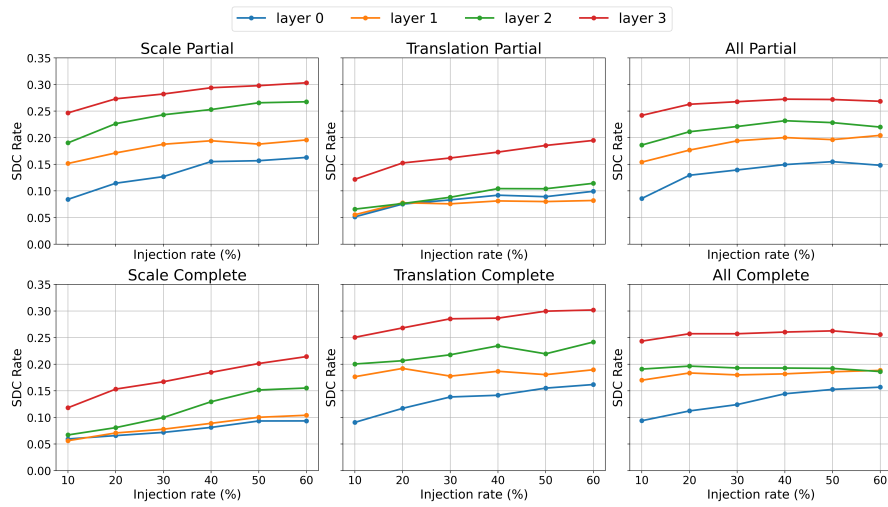 layer 0 layer 1 layer 2 layer 3
Scale Partial Translation Partial All Partial
0.35
0.30
0.25
0.20
0.15
0.10
0.05
0.00
SDC Rate SDC Rate SDC Rate
Injection rate (%) Injection rate (%) Injection rate (%)
Scale Complete Translation Complete All Complete
0.35
0.30
0.25
0.20
0.15
0.10
0.05
0.00
SDC Rate SDC Rate SDC Rate
10 20 30 40 50 60 10 20 30 40 50 60 10 20 30 40 50 60
Injection rate (%) Injection rate (%) Injection rate (%)